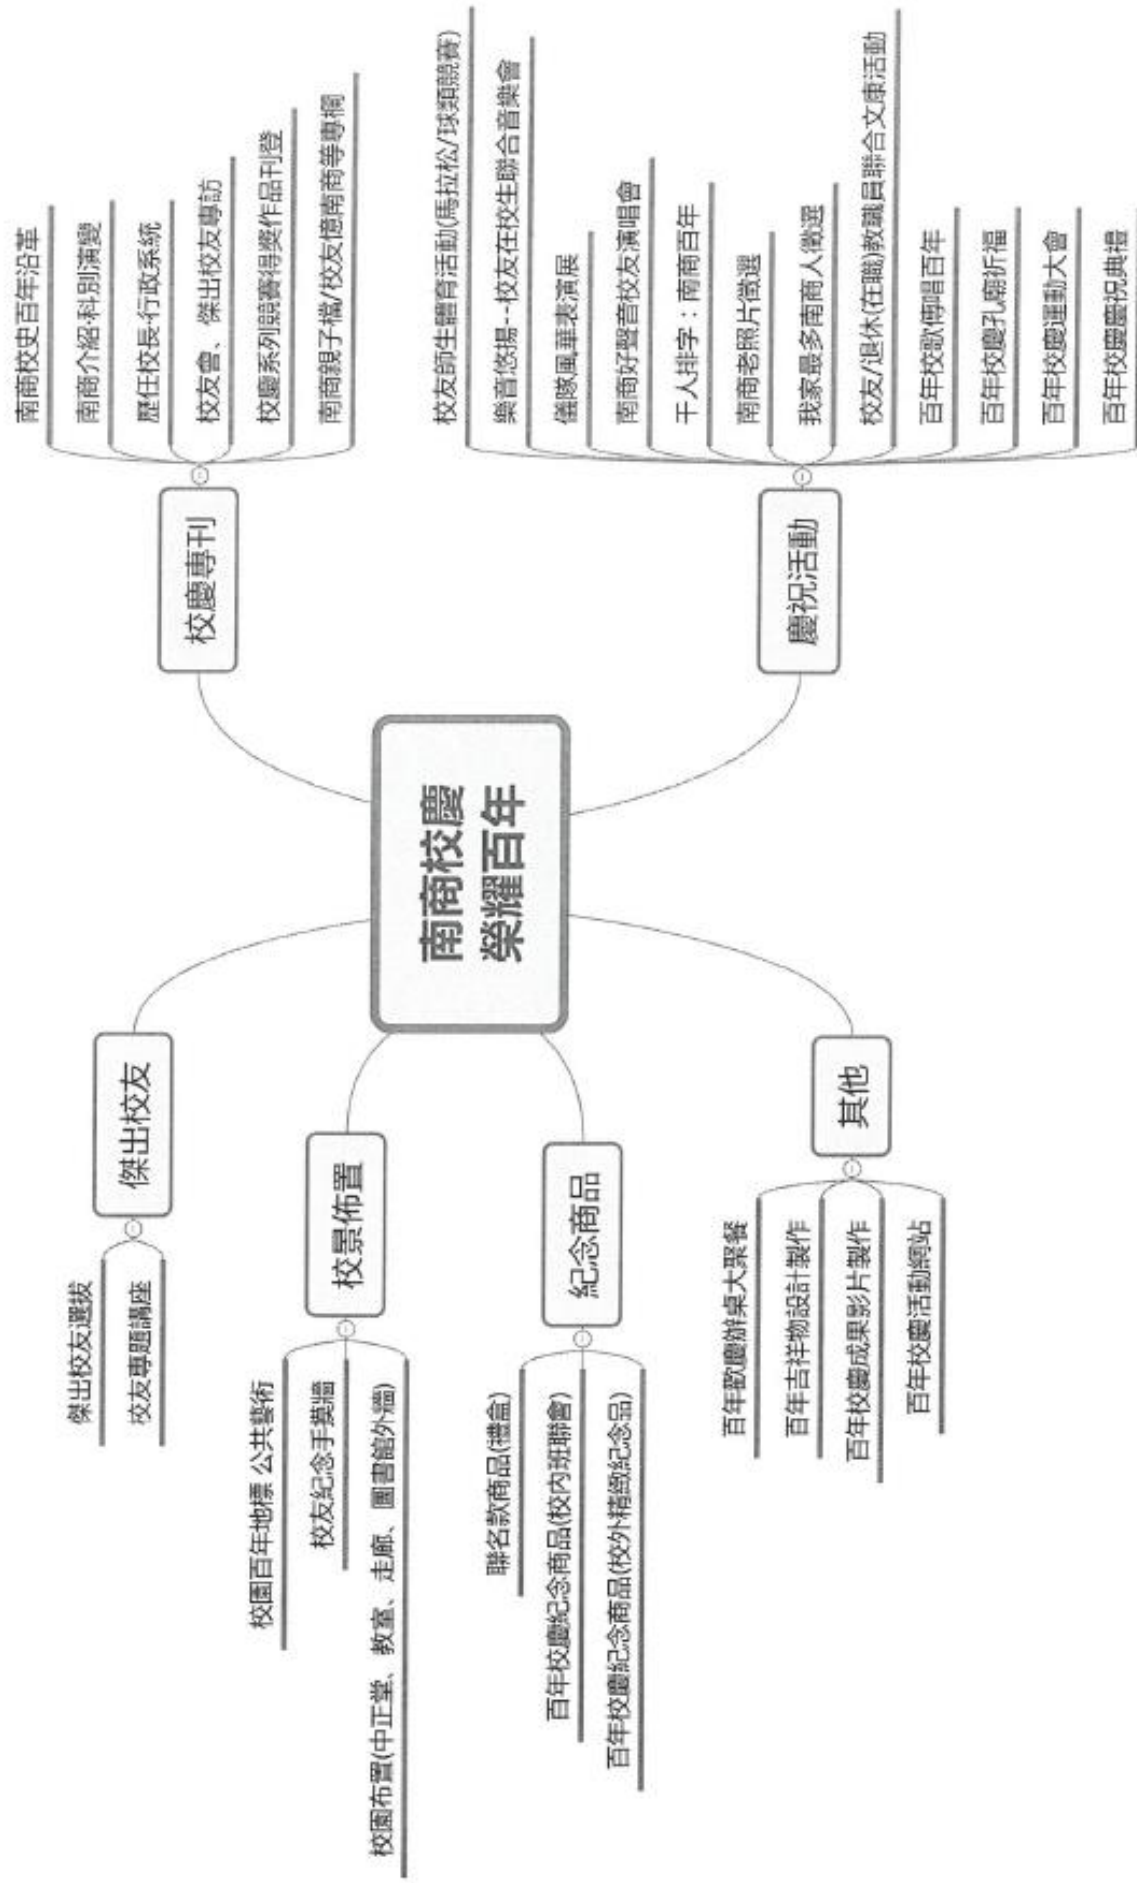 南商校慶
榮耀百年
傑出校友
傑出校友選拔
校友專題講座
校景佈置
校園百年地標 公共藝術
校友紀念手摸牆
校園布置(中正堂、教室、走廊、圖書館外牆)
紀念商品
聯名款商品(禮盒)
百年校慶紀念商品(校內班聯會)
百年校慶紀念商品(校外精緻紀念品)
其他
百年歡慶辦桌大聚餐
百年吉祥物設計製作
百年校慶成果影片製作
百年校慶活動網站
校慶專刊
南商校史百年沿革
南商介紹·科別演變
歷任校長·行政系統
校友會、傑出校友專訪
校慶系列競賽得獎作品刊登
南商親子檔/校友憶南商等專欄
慶祝活動
校友師生體育活動(馬拉松/球類競賽)
樂音悠揚--校友在校生聯合音樂會
儀隊風華表演展
南商好聲音校友演唱會
千人排字：南商百年
南商老照片徵選
我家最多南商人徵選
校友/退休(在職)教職員聯合文康活動
百年校歌傳唱百年
百年校慶孔廟祈福
百年校慶運動大會
百年校慶慶祝典禮